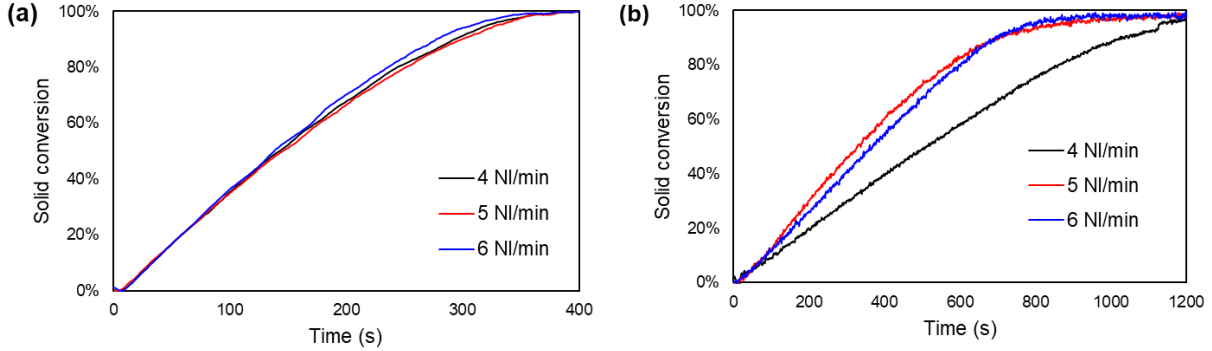 (a)
100%
80%
60%
40%
20%
0%
Solid conversion
4 Nl/min
5 Nl/min
6 Nl/min
0
100
200
300
400
Time (s)
(b)
100%
80%
60%
40%
20%
0%
Solid conversion
4 Nl/min
5 Nl/min
6 Nl/min
0
200
400
600
800
1000
1200
Time (s)